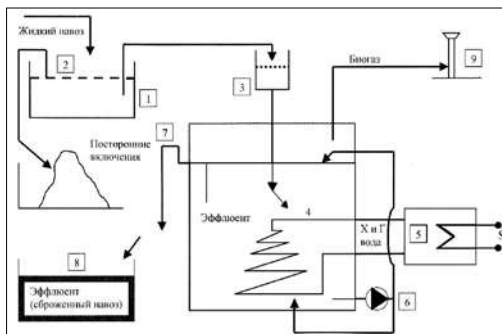 Жидкий навоз
2
1
3
Биогаз
9
7
Посторонние
включения
Эффлюент
4
Х и Г
вода
5
6
8
Эффлюент
(сброженный навоз)